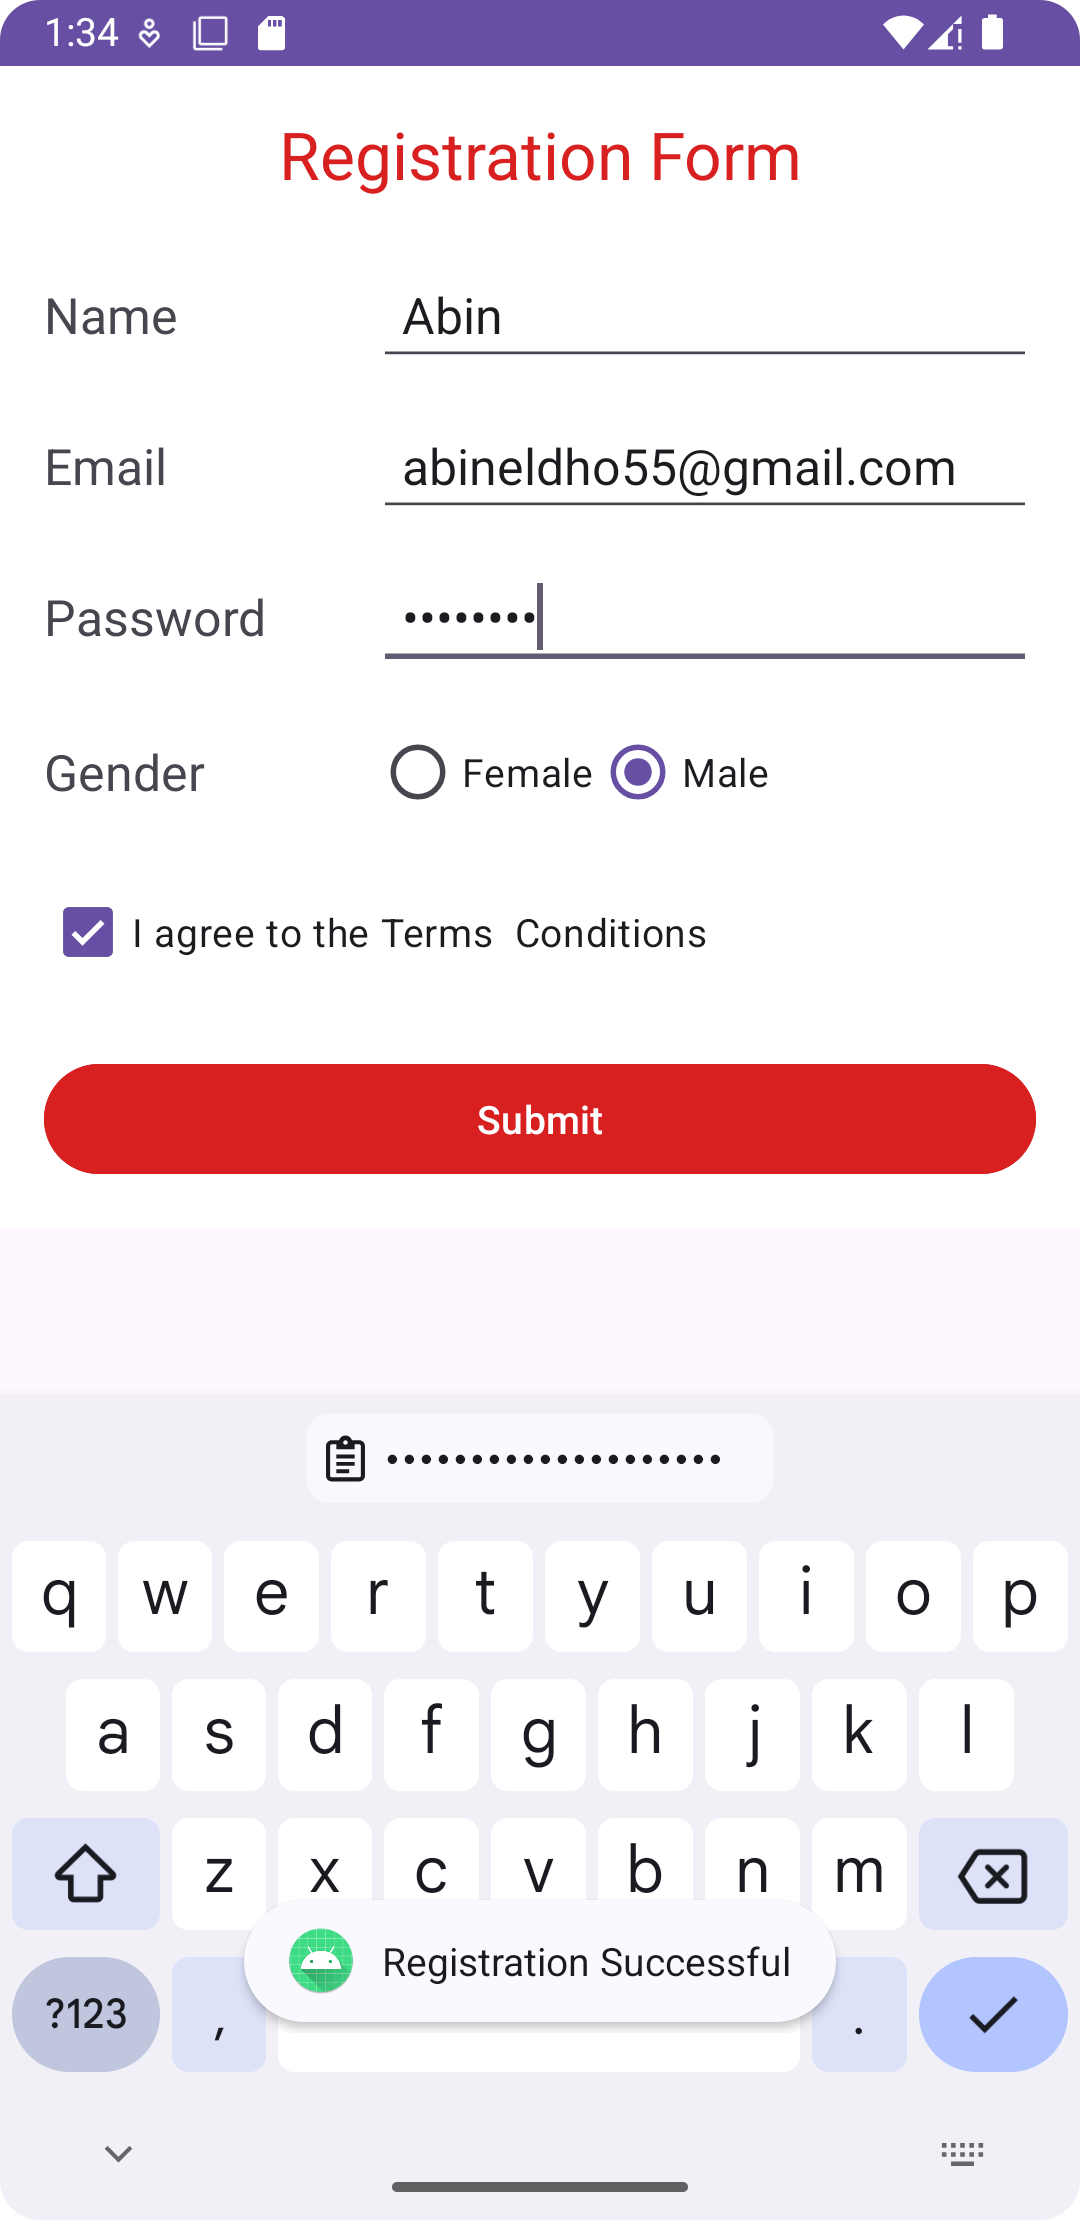 1:34
Registration Form
Name Abin
Email abineldho55@gmail.com
Password ••••••••
Gender Female Male
I agree to the Terms  Conditions
Submit
••••••••••••••••••••
q w e r t y u i o p
a s d f g h j k l
z x c v b n m
Registration Successful
?123 , .